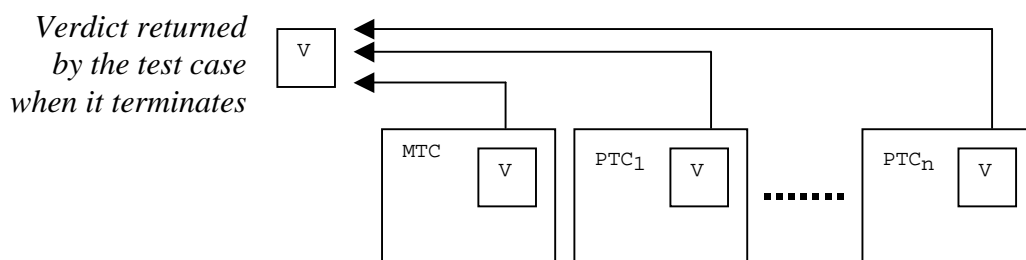 Verdict returned
by the test case
when it terminates
V
MTC
V
PTC1
V
PTCn
V